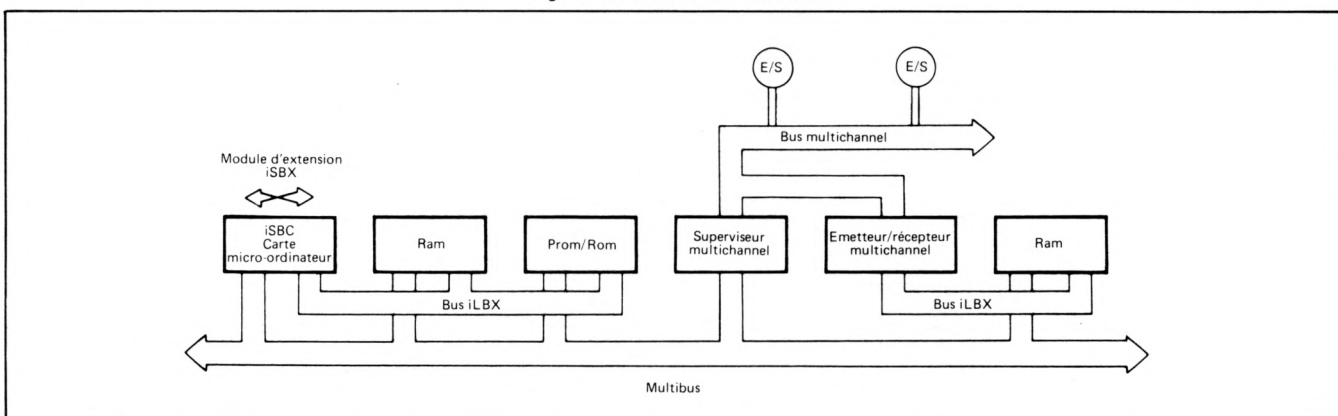 E/S
E/S
Bus multichannel
Module d'extension
iSBX
iSBC
Carte
micro-ordinateur
Ram
Prom/Rom
Superviseur
multichannel
Emetteur/récepteur
multichannel
Ram
Bus iLBX
Bus iLBX
Multibus